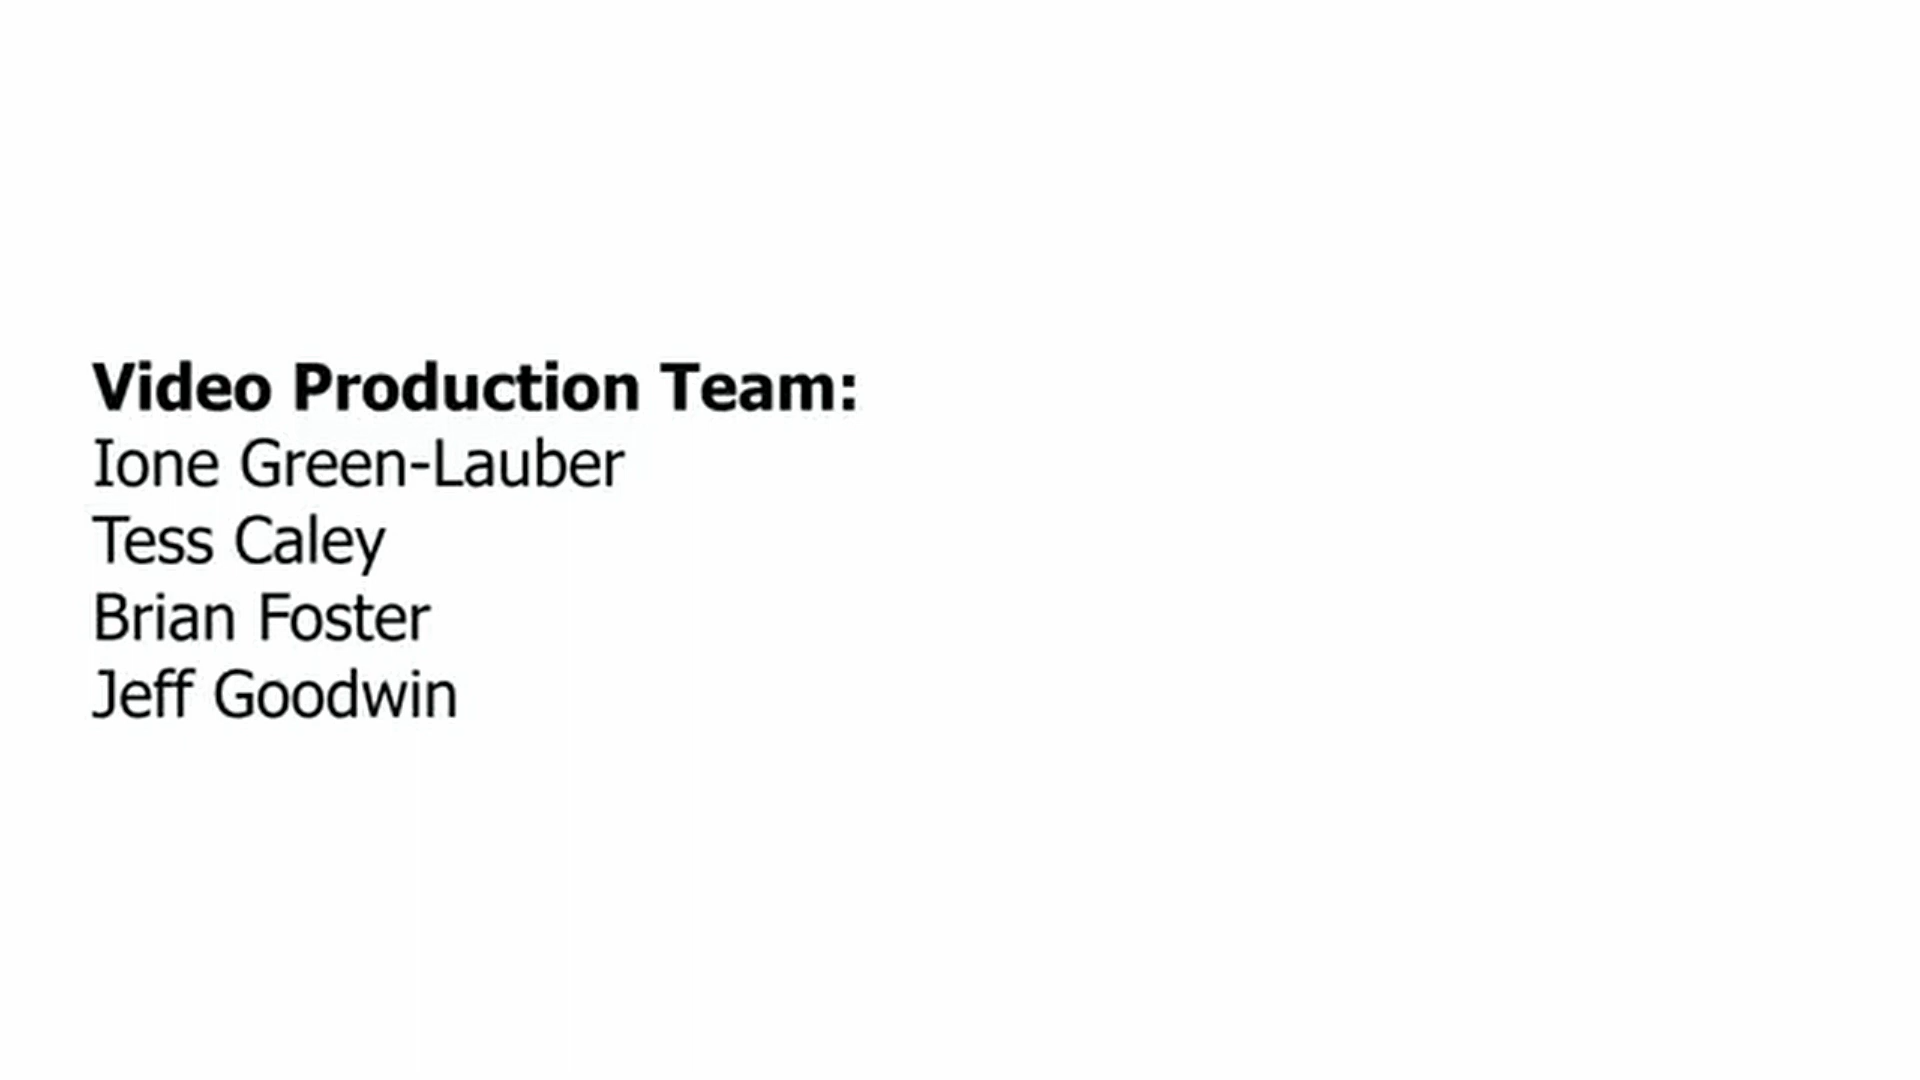 Video Production Team:
Ione Green-Lauber
Tess Caley
Brian Foster
Jeff Goodwin